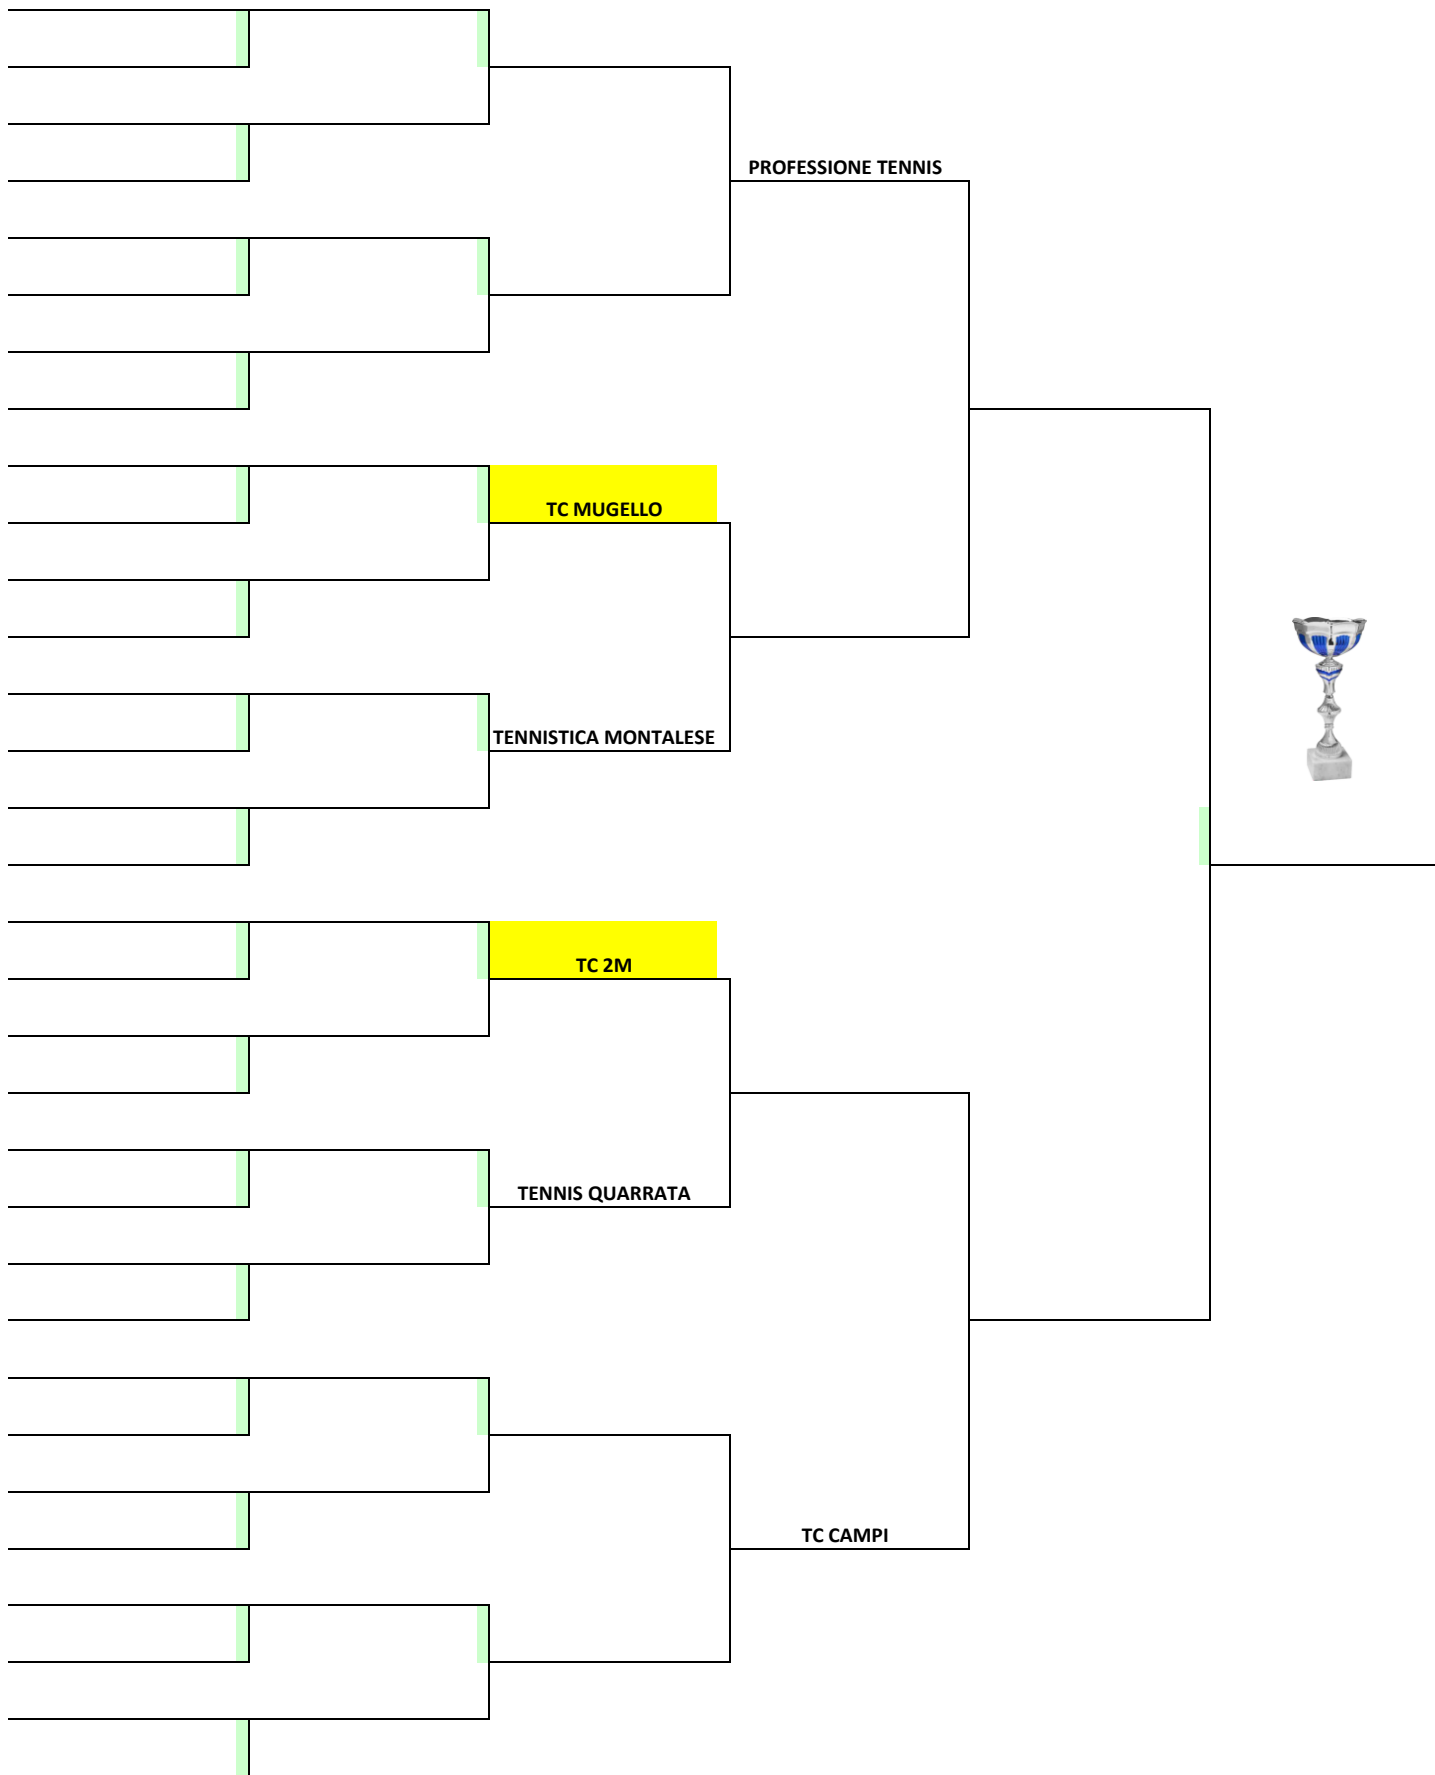 PROFESSIONE TENNIS
TC MUGELLO
TENNISTICA MONTALESE
TC 2M
TENNIS QUARRATA
TC CAMPI